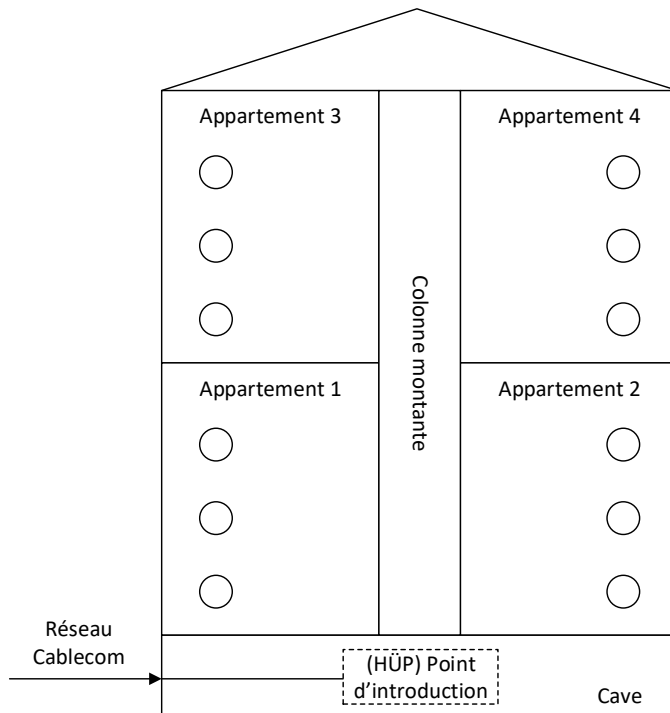 Appartement 3
Appartement 4
Colonne montante
Appartement 1
Appartement 2
Réseau
Cablecom
(HÜP) Point
d’introduction
Cave